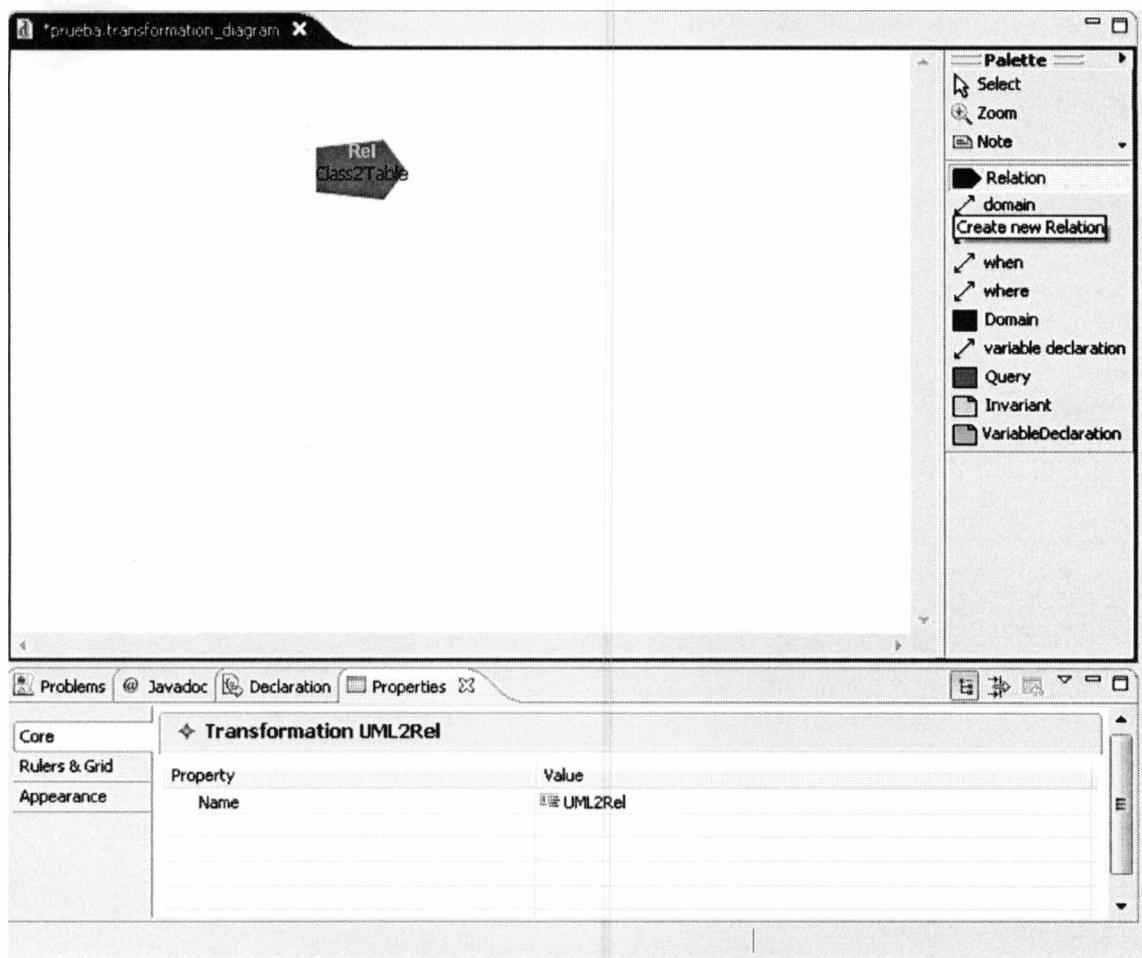 *prueba.transformation_diagram
Palette
Select
Zoom
Note
Rel
Class2Table
Relation
domain
Create new Relation
when
where
Domain
variable declaration
Query
Invariant
VariableDeclaration
Problems @ Javadoc Declaration Properties
Core
Rulers & Grid
Appearance
Transformation UML2Rel
Property Value
Name UML2Rel